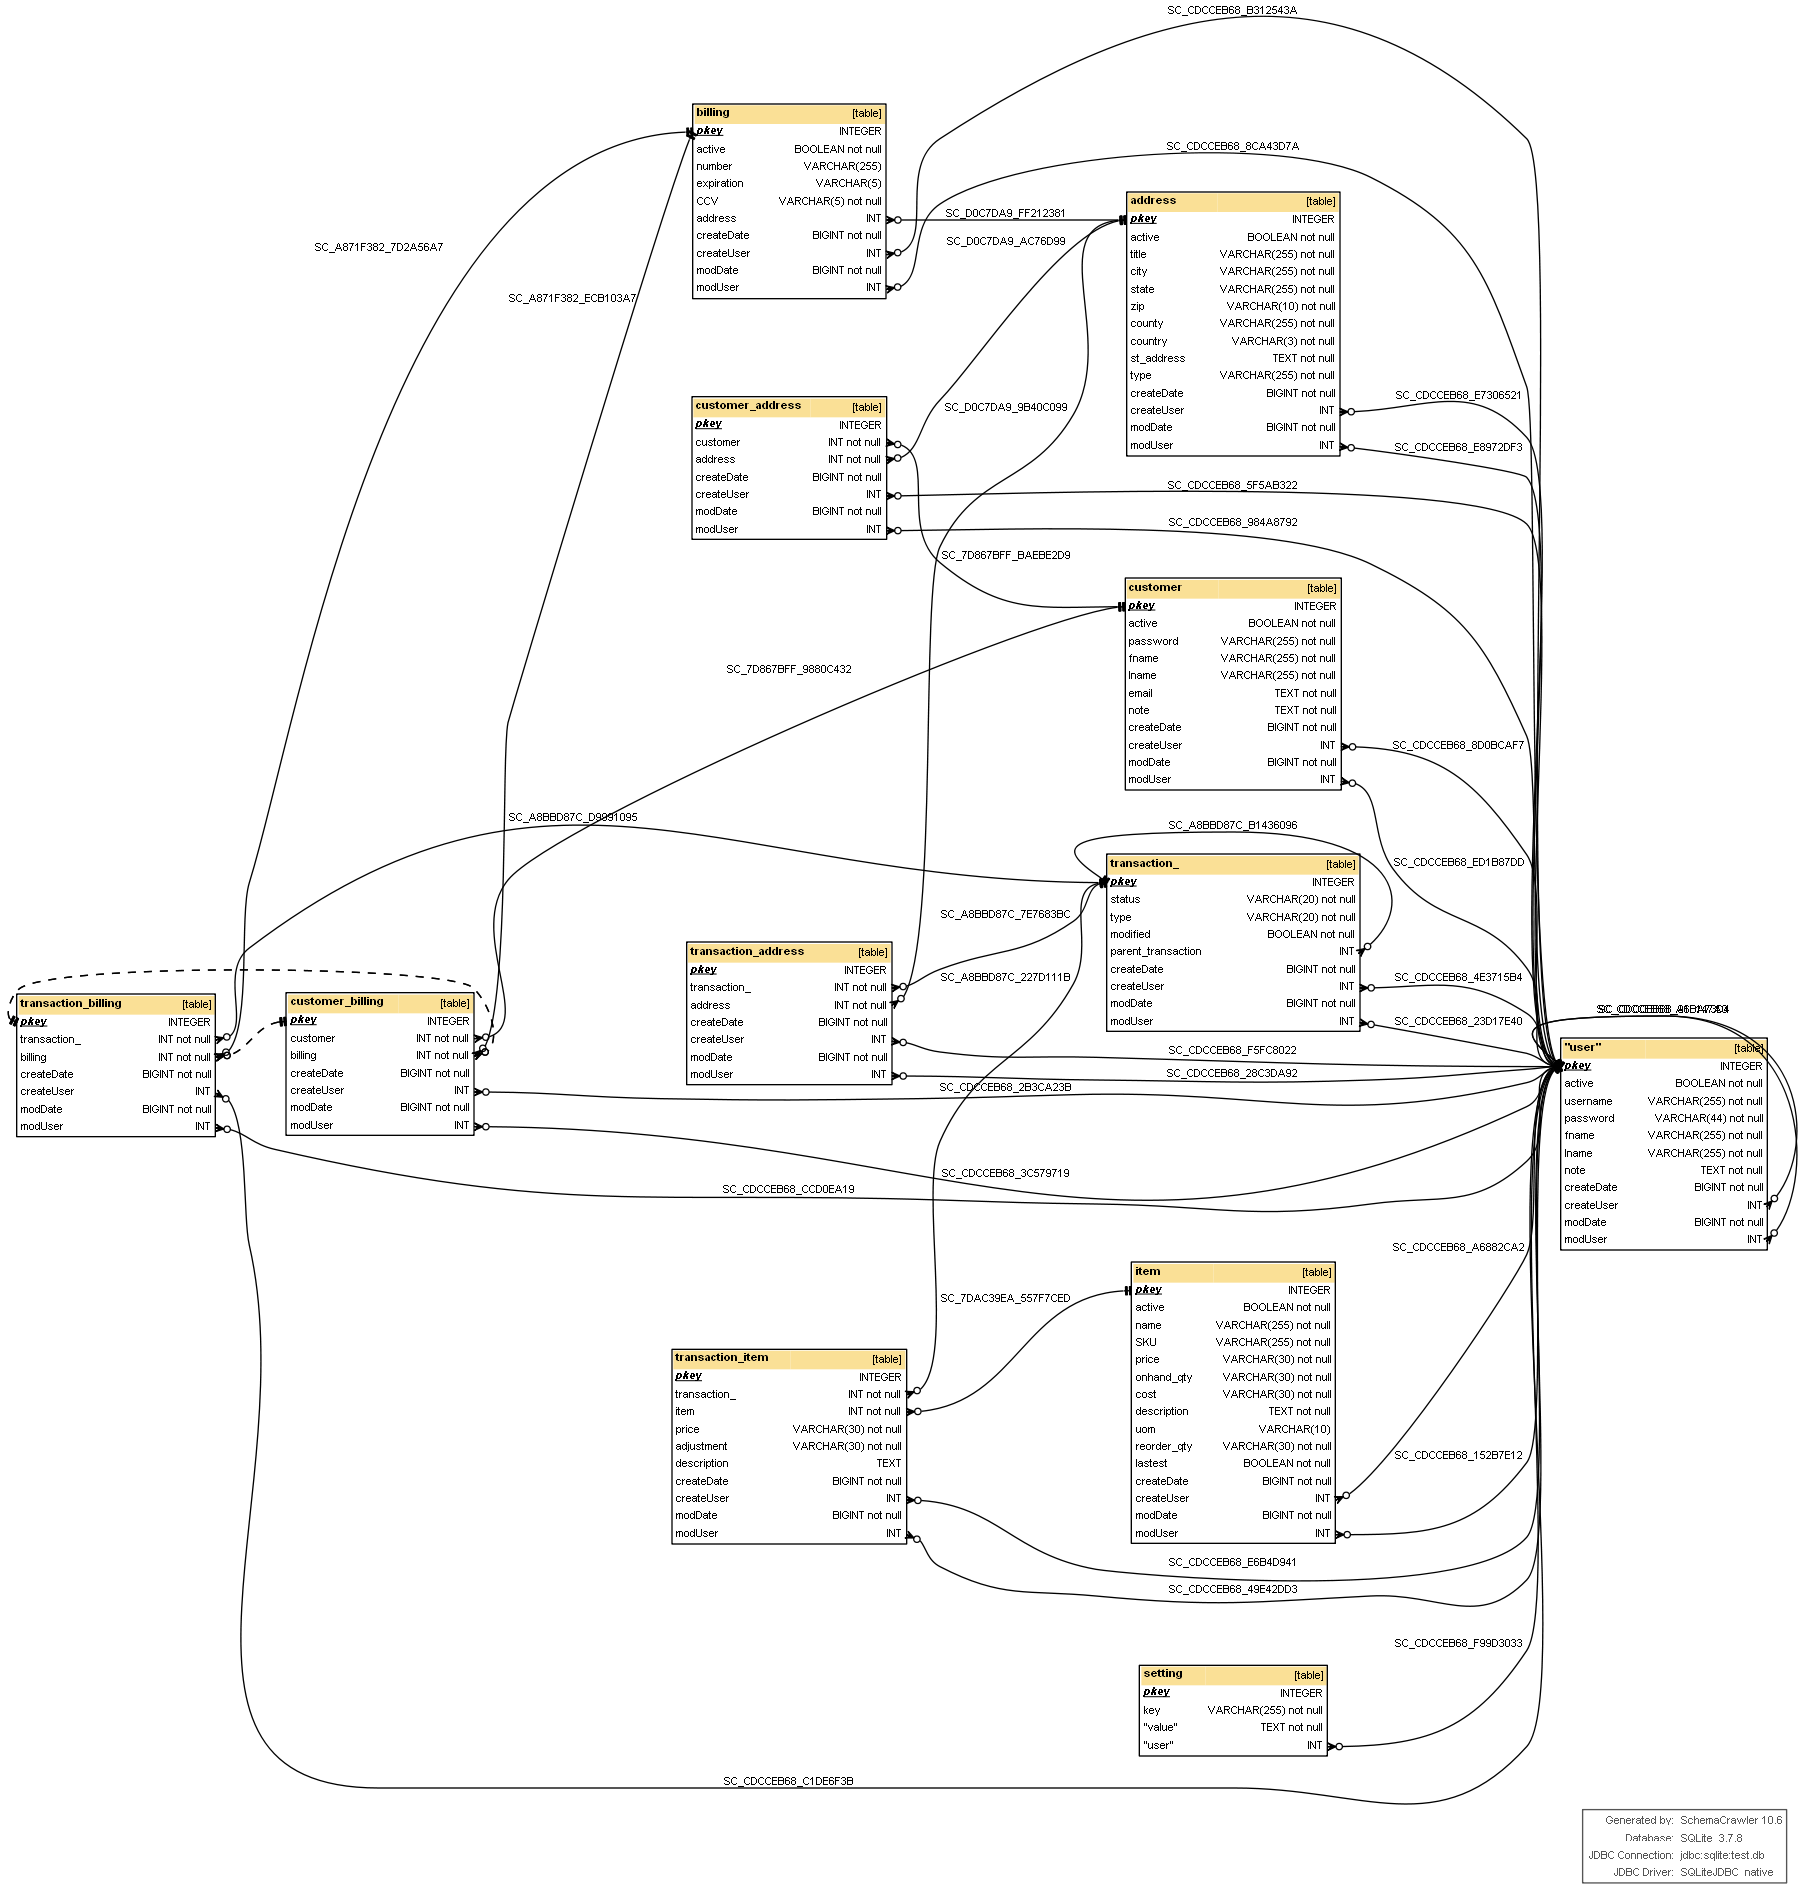 SC_CDCCEB68_B312543A
billing [table]
pkey INTEGER
active BOOLEAN not null
number VARCHAR(255)
expiration VARCHAR(5)
CCV VARCHAR(5) not null
address INT
createDate BIGINT not null
createUser INT
modDate BIGINT not null
modUser INT
SC_CDCCEB68_8CA43D7A
SC_D0C7DA9_FF212381
SC_D0C7DA9_AC76D99
SC_A871F382_7D2A56A7
SC_A871F382_ECB103A7
address [table]
pkey INTEGER
active BOOLEAN not null
title VARCHAR(255) not null
city VARCHAR(255) not null
state VARCHAR(255) not null
zip VARCHAR(10) not null
county VARCHAR(255) not null
country VARCHAR(3) not null
st_address TEXT not null
type VARCHAR(255) not null
createDate BIGINT not null
createUser INT
modDate BIGINT not null
modUser INT
SC_CDCCEB68_E7306521
SC_CDCCEB68_E8972DF3
SC_D0C7DA9_9B40C099
customer_address [table]
pkey INTEGER
customer INT not null
address INT not null
createDate BIGINT not null
createUser INT
modDate BIGINT not null
modUser INT
SC_CDCCEB68_5F5AB322
SC_CDCCEB68_984A8792
SC_7D867BFF_BAEBE2D9
customer [table]
pkey INTEGER
active BOOLEAN not null
password VARCHAR(255) not null
fname VARCHAR(255) not null
lname VARCHAR(255) not null
email TEXT not null
note TEXT not null
createDate BIGINT not null
createUser INT
modDate BIGINT not null
modUser INT
SC_7D867BFF_9880C432
SC_CDCCEB68_8D0BCAF7
SC_A8BBD87C_D9991095
SC_A8BBD87C_B1436096
SC_CDCCEB68_ED1B87DD
transaction_ [table]
pkey INTEGER
status VARCHAR(20) not null
type VARCHAR(20) not null
modified BOOLEAN not null
parent_transaction INT
createDate BIGINT not null
createUser INT
modDate BIGINT not null
modUser INT
SC_A8BBD87C_7E7683BC
SC_A8BBD87C_227D111B
SC_CDCCEB68_4E3715B4
SC_CDCCEB68_23D17E40
transaction_address [table]
pkey INTEGER
transaction_ INT not null
address INT not null
createDate BIGINT not null
createUser INT
modDate BIGINT not null
modUser INT
SC_CDCCEB68_F5FC8022
SC_CDCCEB68_28C3DA92
SC_CDCCEB68_2B3CA23B
transaction_billing [table]
pkey INTEGER
transaction_ INT not null
billing INT not null
createDate BIGINT not null
createUser INT
modDate BIGINT not null
modUser INT
customer_billing [table]
pkey INTEGER
customer INT not null
billing INT not null
createDate BIGINT not null
createUser INT
modDate BIGINT not null
modUser INT
"user" [table]
pkey INTEGER
active BOOLEAN not null
username VARCHAR(255) not null
password VARCHAR(44) not null
fname VARCHAR(255) not null
lname VARCHAR(255) not null
note TEXT not null
createDate BIGINT not null
createUser INT
modDate BIGINT not null
modUser INT
SC_CDCCEB68_3C579719
SC_CDCCEB68_CCD0EA19
SC_CDCCEB68_A6882CA2
item [table]
pkey INTEGER
active BOOLEAN not null
name VARCHAR(255) not null
SKU VARCHAR(255) not null
price VARCHAR(30) not null
onhand_qty VARCHAR(30) not null
cost VARCHAR(30) not null
description TEXT not null
uom VARCHAR(10)
reorder_qty VARCHAR(30) not null
lastest BOOLEAN not null
createDate BIGINT not null
createUser INT
modDate BIGINT not null
modUser INT
SC_7DAC39EA_557F7CED
transaction_item [table]
pkey INTEGER
transaction_ INT not null
item INT not null
price VARCHAR(30) not null
adjustment VARCHAR(30) not null
description TEXT
createDate BIGINT not null
createUser INT
modDate BIGINT not null
modUser INT
SC_CDCCEB68_152B7E12
SC_CDCCEB68_E6B4D941
SC_CDCCEB68_49E42DD3
SC_CDCCEB68_F99D3033
setting [table]
pkey INTEGER
key VARCHAR(255) not null
"value" TEXT not null
"user" INT
SC_CDCCEB68_C1DE6F3B
Generated by: SchemaCrawler 10.6
Database: SQLite 3.7.8
JDBC Connection: jdbc:sqlite:test.db
JDBC Driver: SQLiteJDBC native